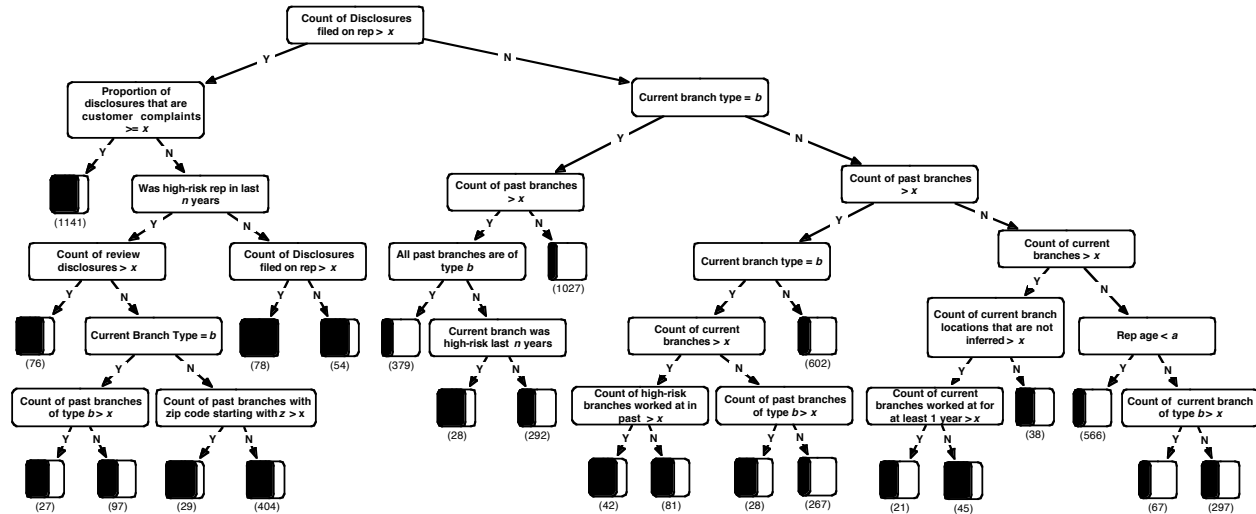 Count of Disclosures
filed on rep > x
Y
N
Proportion of
disclosures that are
customer complaints
>= x
Current branch type = b
Y
N
Y
N
(1141)
Was high-risk rep in last
n years
Count of past branches
> x
Count of past branches
> x
Y
N
Y
N
Y
N
Count of review
disclosures > x
Count of Disclosures
filed on rep > x
All past branches are of
type b
(1027)
Current branch type = b
Count of current
branches > x
Y
N
Y
N
Y
N
Y
N
Y
N
(76)
Current Branch Type = b
(78)
(54)
(379)
Current branch was
high-risk last n years
Count of current
branches > x
(602)
Count of current branch
locations that are not
inferred > x
Rep age < a
Y
N
Y
N
Y
N
Y
N
Y
N
Count of past branches
of type b > x
Count of past branches with
zip code starting with z > x
(28)
(292)
Count of high-risk
branches worked at in
past > x
Count of past branches
of type b > x
Count of current
branches worked at for
at least 1 year > x
(38)
(566)
Count of current branch
of type b > x
Y
N
Y
N
Y
N
Y
N
Y
N
Y
N
(27)
(97)
(29)
(404)
(42)
(81)
(28)
(267)
(21)
(45)
(67)
(297)